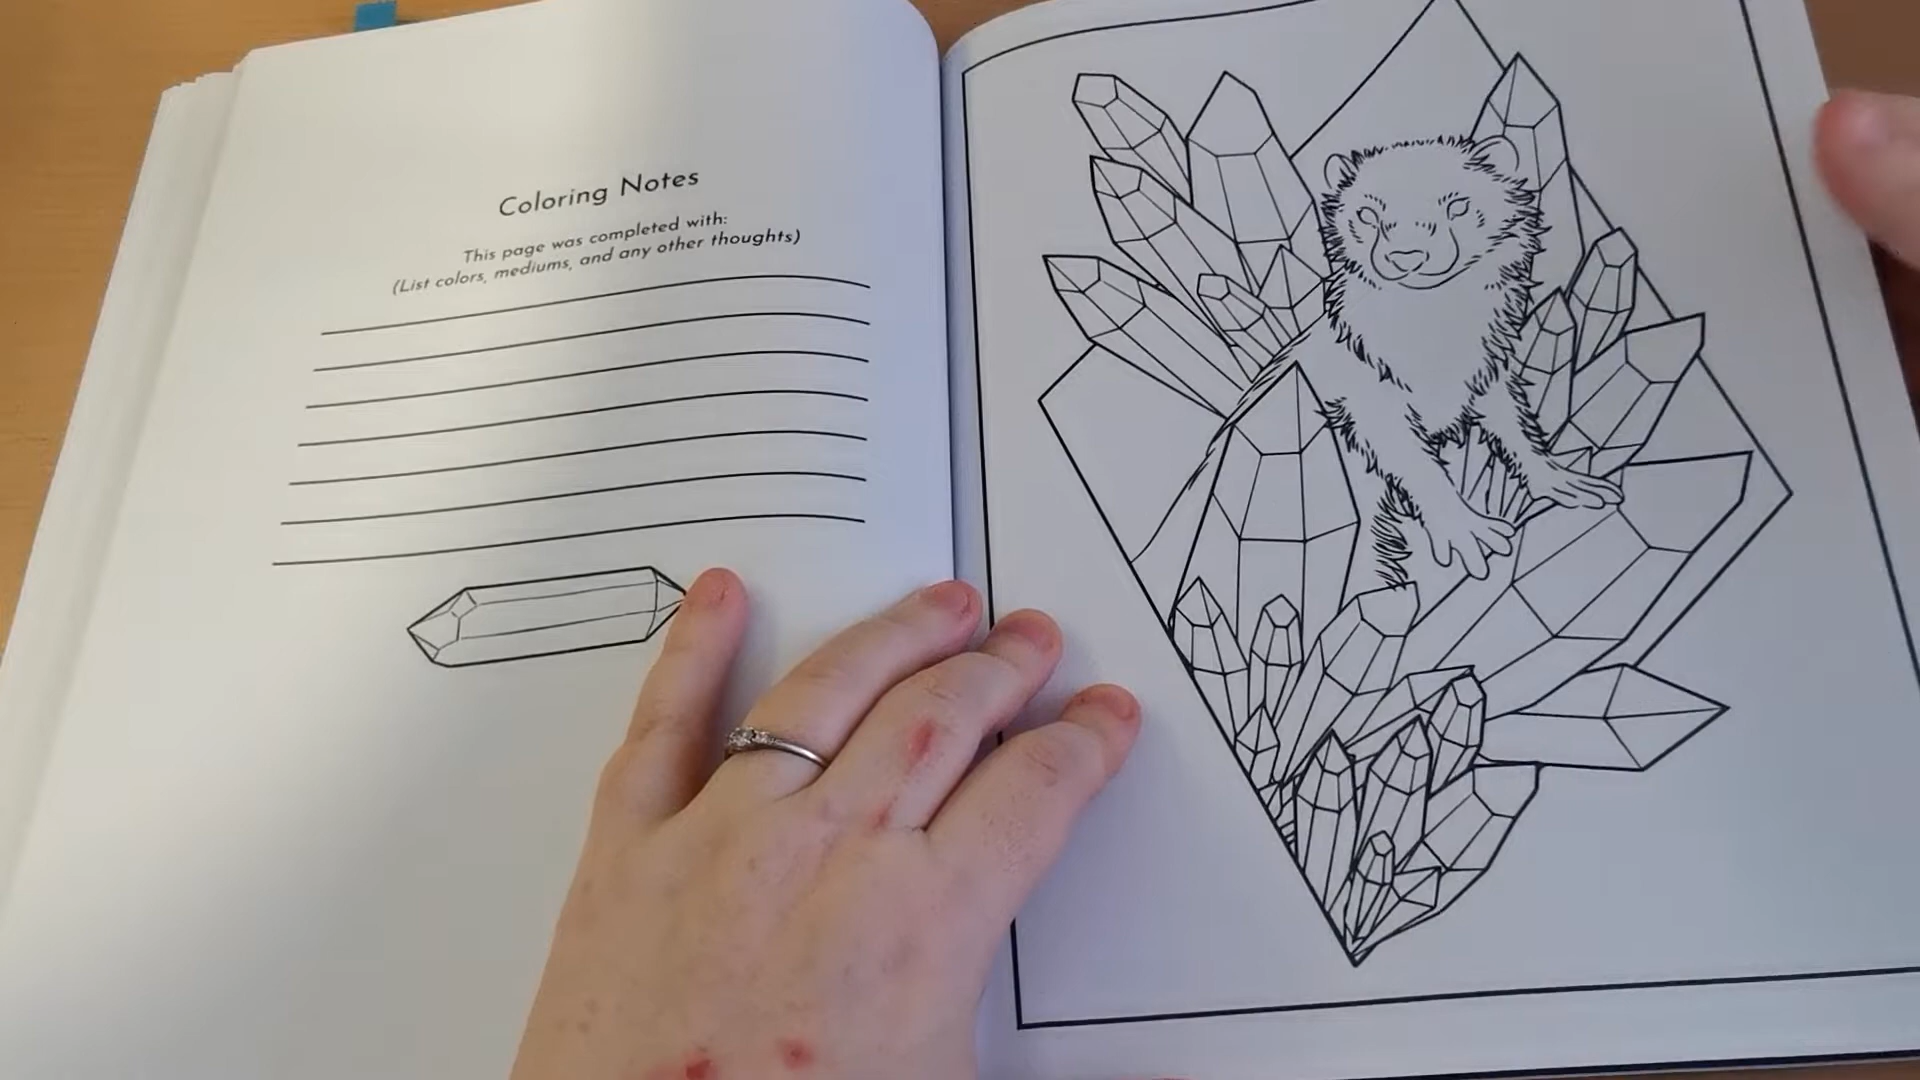 Coloring Notes
This page was completed with:
(List colors, mediums, and any other thoughts)